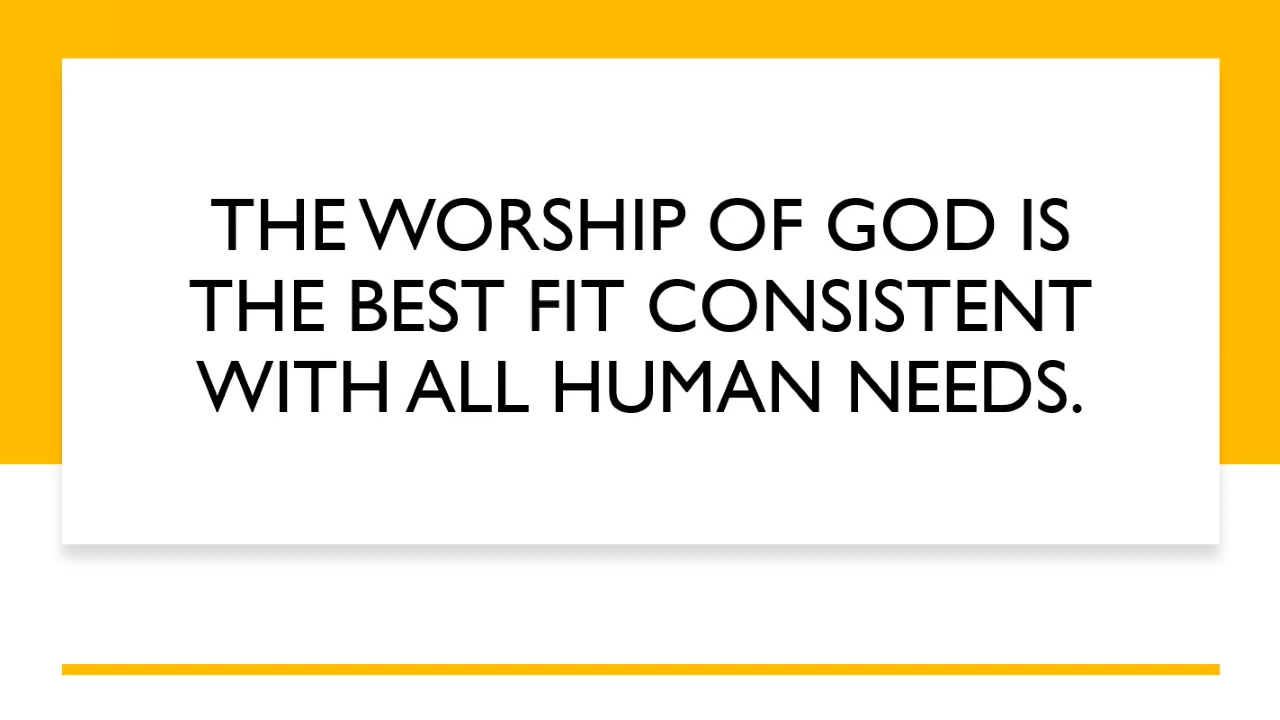 THE WORSHIP OF GOD IS
THE BEST FIT CONSISTENT
WITH ALL HUMAN NEEDS.